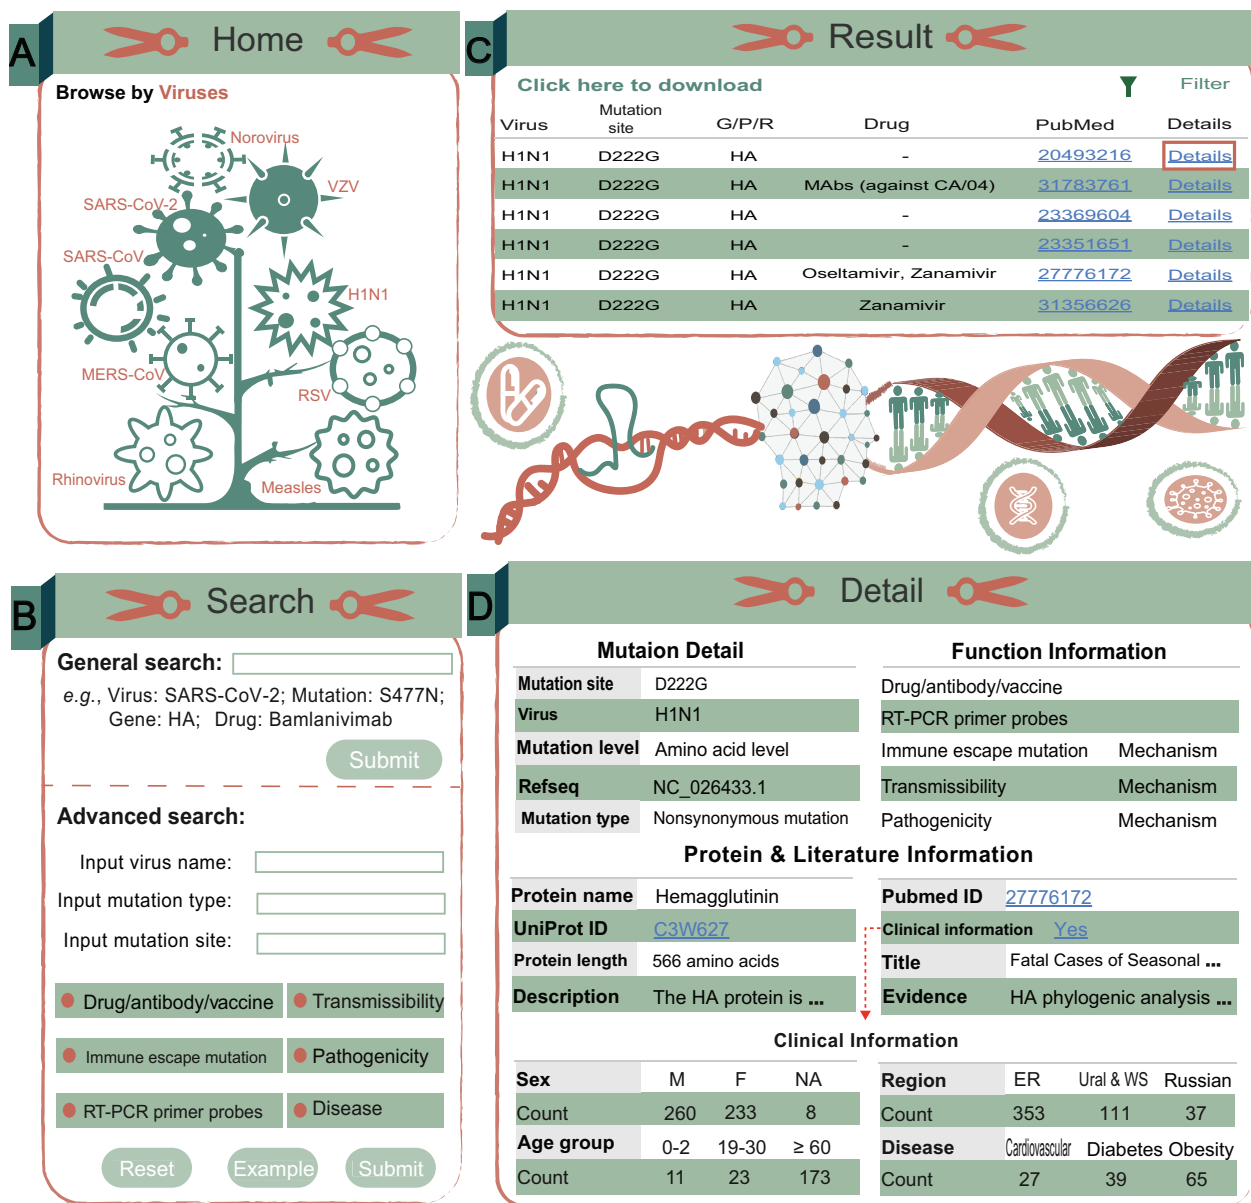 A
Home
Browse by Viruses
Norovirus
VZV
SARS-CoV-2
SARS-CoV
H1N1
MERS-CoV
RSV
Rhinovirus
Measles
C
Result
Click here to download
Filter
Virus Mutation site G/P/R Drug PubMed Details
H1N1 D222G HA - 20493216 Details
H1N1 D222G HA MAbs (against CA/04) 31783761 Details
H1N1 D222G HA - 23369604 Details
H1N1 D222G HA - 23351651 Details
H1N1 D222G HA Oseltamivir, Zanamivir 27776172 Details
H1N1 D222G HA Zanamivir 31356626 Details
B
Search
General search:
e.g., Virus: SARS-CoV-2; Mutation: S477N;
Gene: HA; Drug: Bamlanivimab
Submit
Advanced search:
Input virus name:
Input mutation type:
Input mutation site:
Drug/antibody/vaccine Transmissibility
Immune escape mutation Pathogenicity
RT-PCR primer probes Disease
Reset Example Submit
D
Detail
Mutaion Detail
Mutation site D222G
Virus H1N1
Mutation level Amino acid level
Refseq NC_026433.1
Mutation type Nonsynonymous mutation
Function Information
Drug/antibody/vaccine
RT-PCR primer probes
Immune escape mutation Mechanism
Transmissibility Mechanism
Pathogenicity Mechanism
Protein & Literature Information
Protein name Hemagglutinin
UniProt ID C3W627
Protein length 566 amino acids
Description The HA protein is ...
Pubmed ID 27776172
Clinical information Yes
Title Fatal Cases of Seasonal ...
Evidence HA phylogenic analysis ...
Clinical Information
Sex M F NA
Count 260 233 8
Age group 0-2 19-30 ≥ 60
Count 11 23 173
Region ER Ural & WS Russian
Count 353 111 37
Disease Cardiovascular Diabetes Obesity
Count 27 39 65